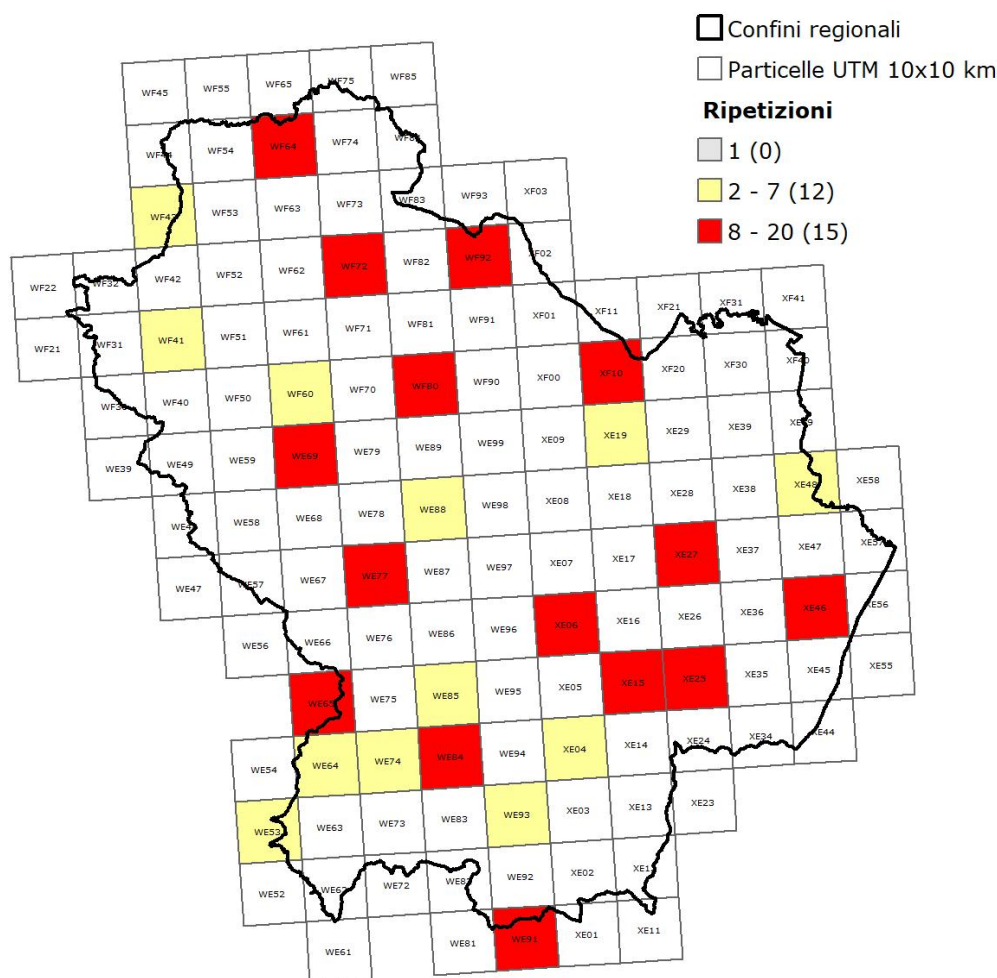 Confini regionali
Particelle UTM 10x10 km
Ripetizioni
1 (0)
2 - 7 (12)
8 - 20 (15)
WF45 WF55 WF65 WF75 WF85
WF44 WF54 WF64 WF74
WF43 WF53 WF63 WF73 WF83 WF93 XF03
WF22 WF32 WF42 WF52 WF62 WF72 WF82 WF92 XF02
WF21 WF31 WF41 WF51 WF61 WF71 WF81 WF91 XF01 XF11 XF21 XF31 XF41
WF40 WF50 WF60 WF70 WF80 WF90 XF00 XF10 XF20 XF30 XF40
WE39 WE49 WE59 WE69 WE79 WE89 WE99 XE09 XE19 XE29 XE39
WE58 WE68 WE78 WE88 WE98 XE08 XE18 XE28 XE38 XE48 XE58
WE47 WE57 WE67 WE77 WE87 WE97 XE07 XE17 XE27 XE37 XE47 XE57
WE56 WE66 WE76 WE86 WE96 XE06 XE16 XE26 XE36 XE46 XE56
WE65 WE75 WE85 WE95 XE05 XE15 XE25 XE35 XE45 XE55
WE54 WE64 WE74 WE84 WE94 XE04 XE14 XE24 XE34 XE44
WE53 WE63 WE73 WE83 WE93 XE03 XE13 XE23
WE52 WE62 WE72 WE82 WE92 XE02
WE61 WE81 WE91 XE01 XE11